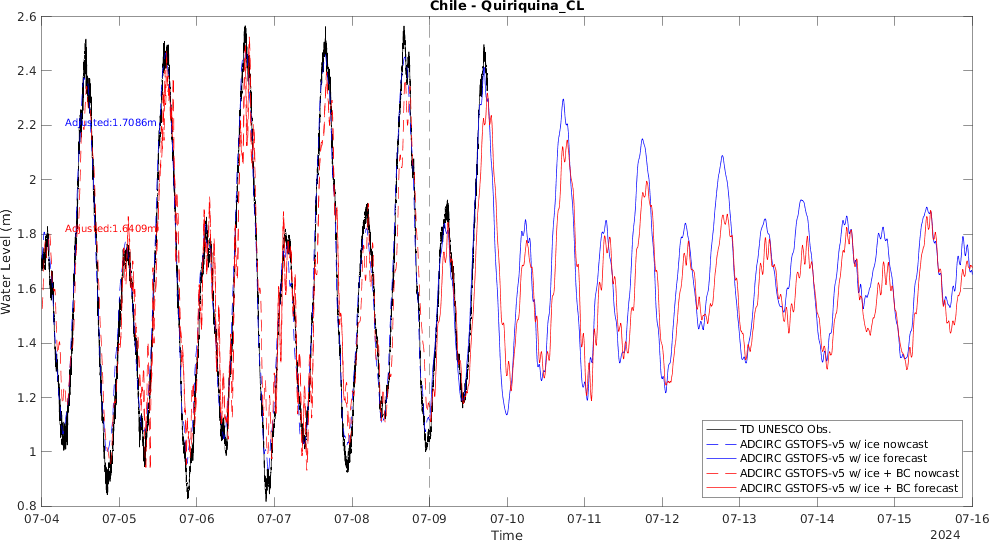 Chile - Quiriquina_CL
2.6
2.4
2.2
2
1.8
1.6
1.4
1.2
1
0.8
Water Level (m)
Adjusted:1.7086m
Adjusted:1.6409m
TD UNESCO Obs.
ADCIRC GSTOFS-v5 w/ ice nowcast
ADCIRC GSTOFS-v5 w/ ice forecast
ADCIRC GSTOFS-v5 w/ ice + BC nowcast
ADCIRC GSTOFS-v5 w/ ice + BC forecast
07-04 07-05 07-06 07-07 07-08 07-09 07-10 07-11 07-12 07-13 07-14 07-15 07-16
Time
2024